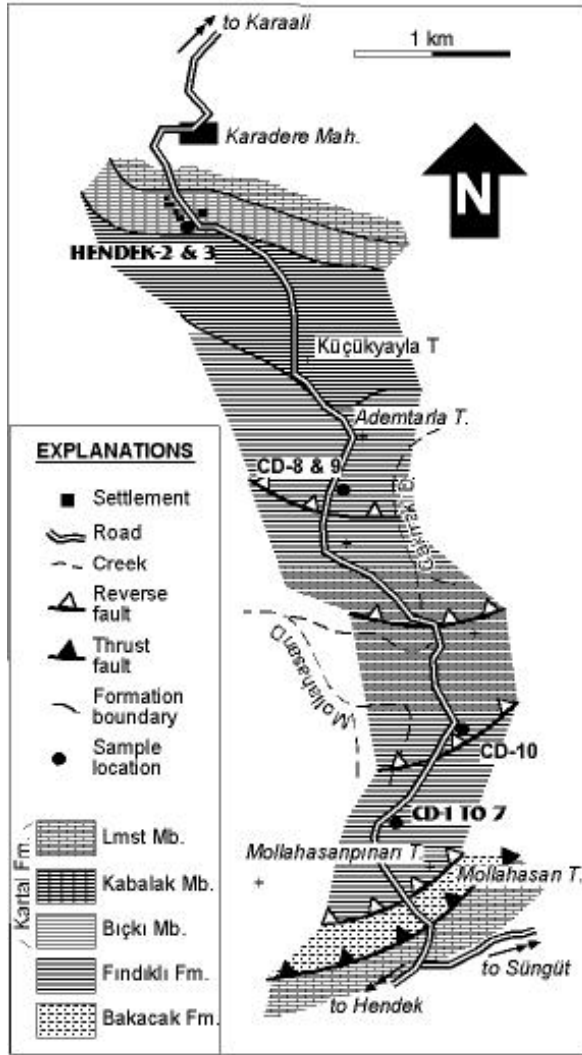 to Karaali
1 km
Karadere Mah.
N
HENDEK-2 & 3
Küçükyayla T
Ademtarla T.
CD-8 & 9
Çakırtaş D
Mollahasan D
CD-10
CD-1 TO 7
Mollahasanpınarı T.
Mollahasan T.
to Süngüt
to Hendek
EXPLANATIONS
Settlement
Road
Creek
Reverse
fault
Thrust
fault
Formation
boundary
Sample
location
Kartal Fm.
Lmst Mb.
Kabalak Mb.
Bıçkı Mb.
Fındıklı Fm.
Bakacak Fm.